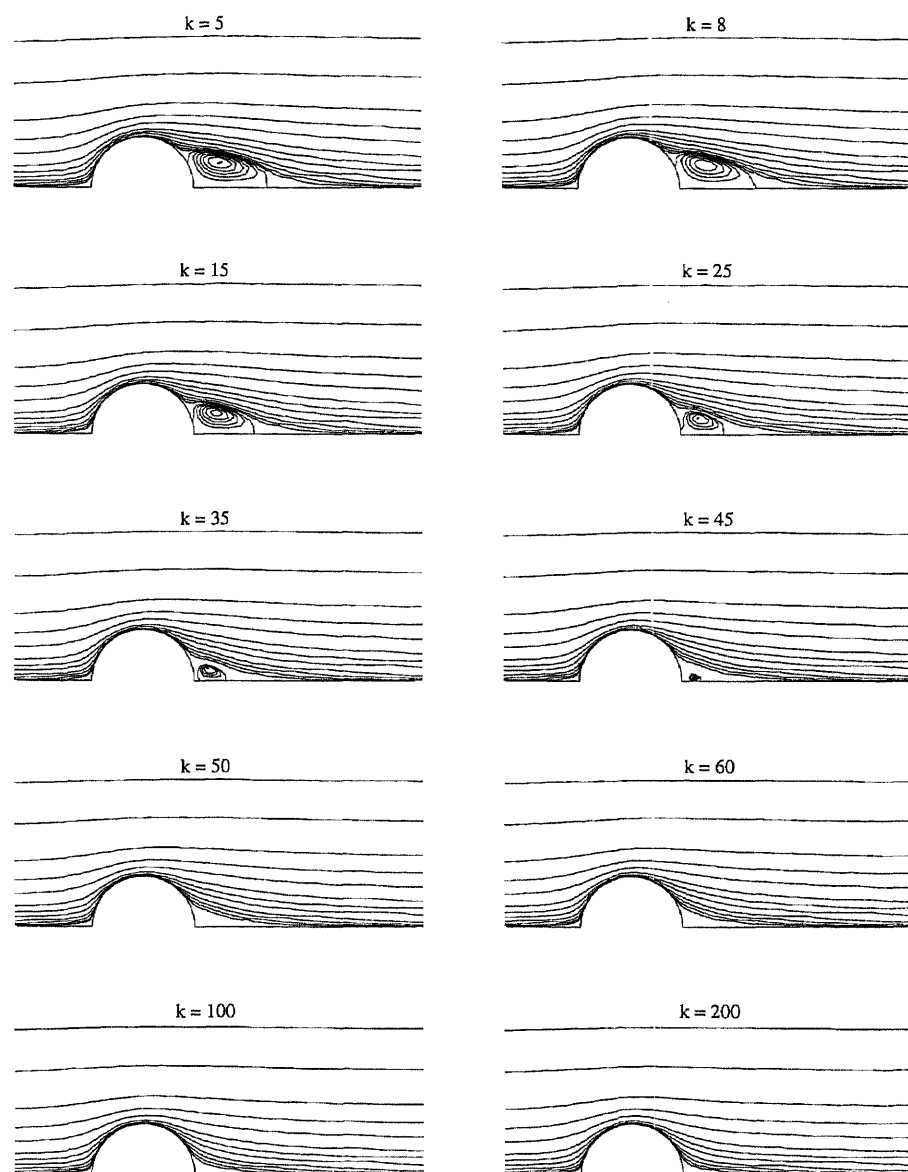 k = 5
k = 8
k = 15
k = 25
k = 35
k = 45
k = 50
k = 60
k = 100
k = 200